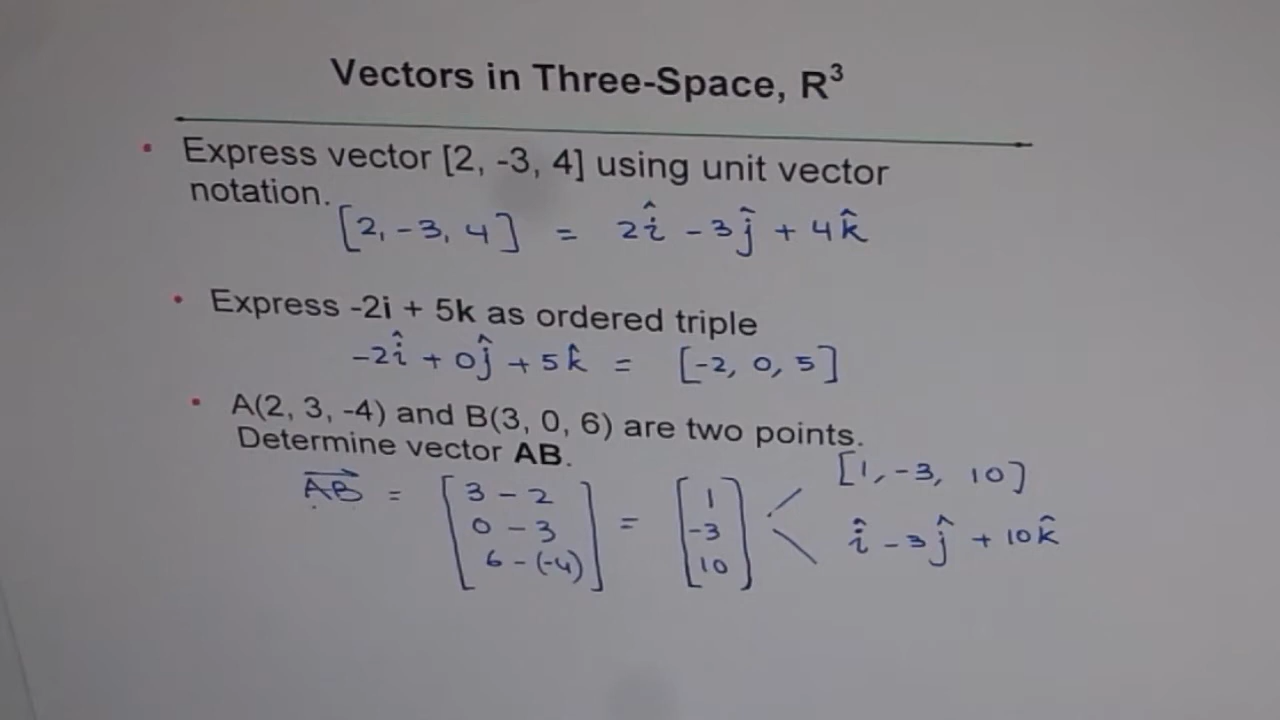 Vectors in Three-Space, R³
• Express vector [2, -3, 4] using unit vector
notation.
[2, -3, 4] = 2î - 3ĵ + 4k̂
• Express -2i + 5k as ordered triple
-2î + 0ĵ + 5k̂ = [-2, 0, 5]
• A(2, 3, -4) and B(3, 0, 6) are two points.
Determine vector AB.
AB⃗ = [3 - 2
0 - 3
6 - (-4)] = [1
-3
10] < [1, -3, 10]
î - 3ĵ + 10k̂